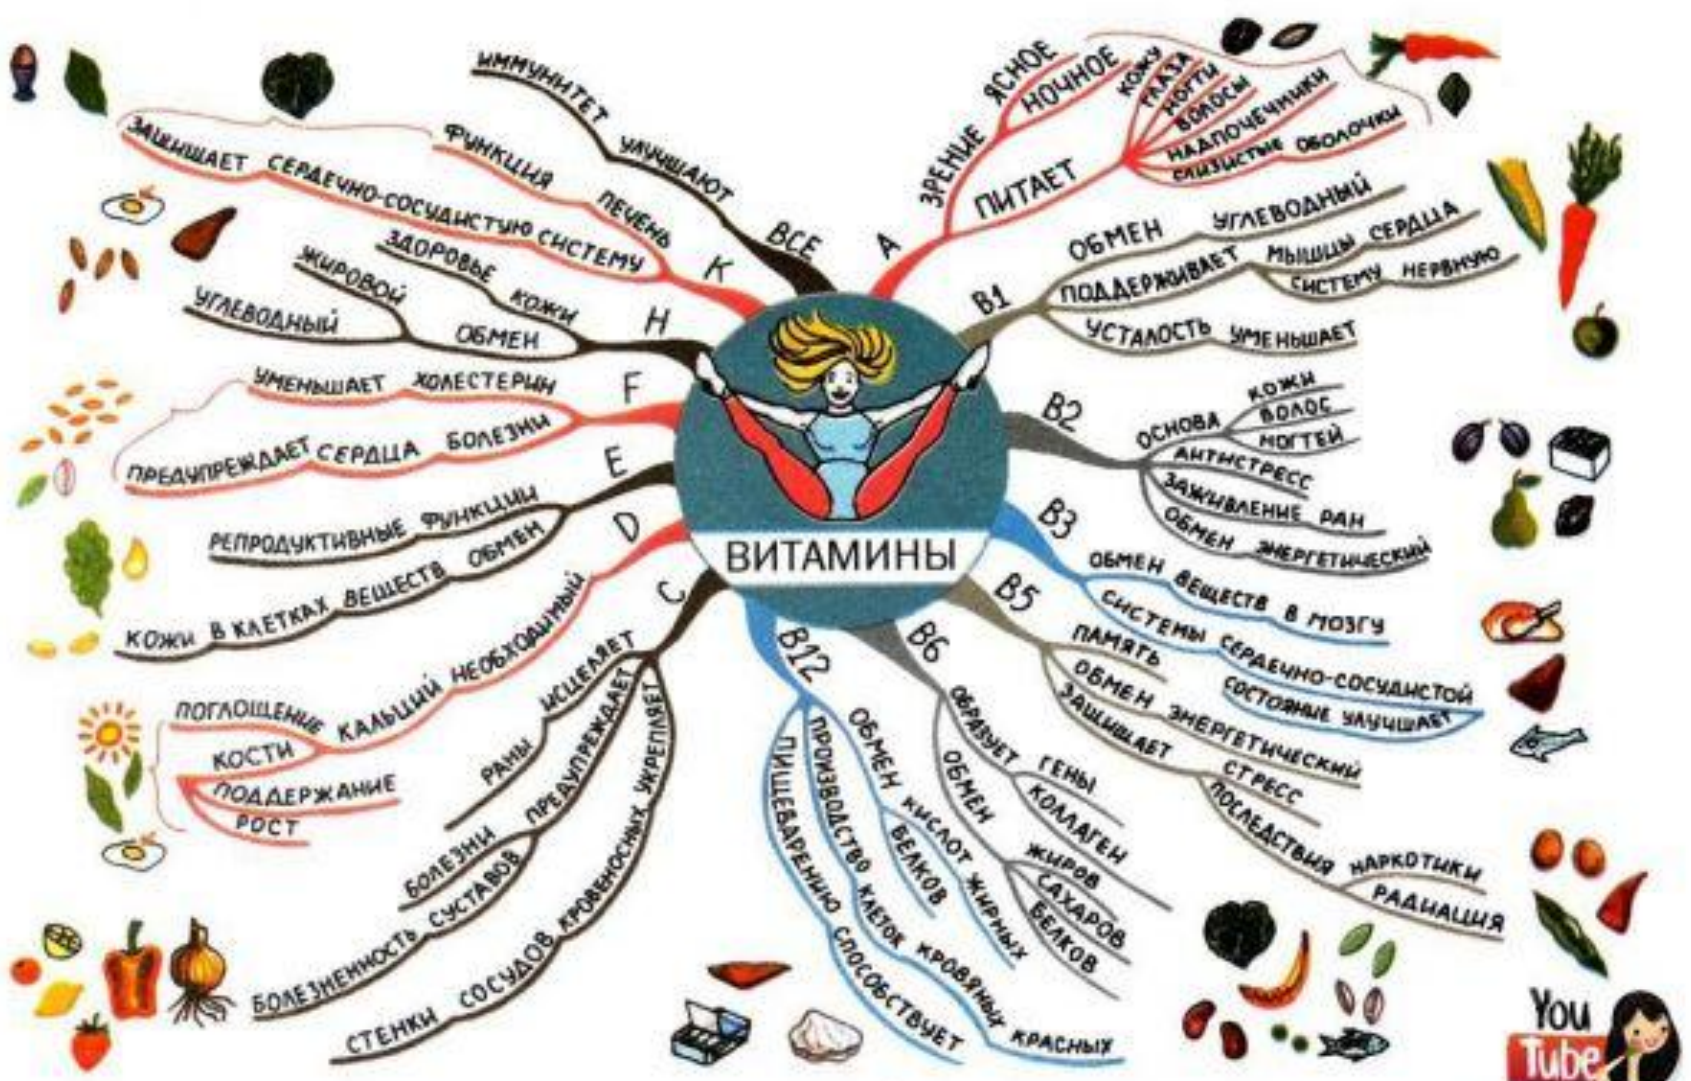 ВИТАМИНЫ
A
ЗРЕНИЕ
ЯСНОЕ
НОЧНОЕ
ПИТАЕТ
КОЖУ
ГЛАЗА
НОГТИ
ВОЛОСЫ
НАДПОЧЕЧНИКИ
СЛИЗИСТЫЕ ОБОЛОЧКИ
B1
ОБМЕН УГЛЕВОДНЫЙ
ПОДДЕРЖИВАЕТ МЫШЦЫ СЕРДЦА
СИСТЕМУ НЕРВНУЮ
УСТАЛОСТЬ УМЕНЬШАЕТ
B2
ОСНОВА
КОЖИ
ВОЛОС
НОГТЕЙ
АНТИСТРЕСС
ЗАЖИВЛЕНИЕ РАН
ОБМЕН ЭНЕРГЕТИЧЕСКИЙ
B3
ОБМЕН ВЕЩЕСТВ В МОЗГУ
СИСТЕМЫ СЕРДЕЧНО-СОСУДИСТОЙ
СОСТОЯНИЕ УЛУЧШАЕТ
B5
ПАМЯТЬ
ОБМЕН ЭНЕРГЕТИЧЕСКИЙ
ЗАЩИЩАЕТ
СТРЕСС
ПОСЛЕДСТВИЯ
НАРКОТИКИ
РАДИАЦИЯ
B6
ОБРАЗУЕТ
ГЕНЫ
КОЛЛАГЕН
ОБМЕН
ЖИРОВ
САХАРОВ
БЕЛКОВ
B12
ОБМЕН КИСЛОТ ЖИРНЫХ
БЕЛКОВ
ПРОИЗВОДСТВО КЛЕТОК КРОВЯНЫХ КРАСНЫХ
ПИЩЕВАРЕНИЮ СПОСОБСТВУЕТ
C
ИСЦЕЛЯЕТ
РАНЫ
ПРЕДУПРЕЖДАЕТ
БОЛЕЗНИ
БОЛЕЗНЕННОСТЬ СУСТАВОВ
СТЕНКИ СОСУДОВ КРОВЕНОСНЫХ УКРЕПЛЯЕТ
D
КАЛЬЦИЙ НЕОБХОДИМЫЙ
ПОГЛОЩЕНИЕ
КОСТИ
ПОДДЕРЖАНИЕ
РОСТ
E
РЕПРОДУКТИВНЫЕ ФУНКЦИИ
КОЖИ В КЛЕТКАХ ВЕЩЕСТВ ОБМЕН
F
УМЕНЬШАЕТ ХОЛЕСТЕРИН
ПРЕДУПРЕЖДАЕТ СЕРДЦА БОЛЕЗНИ
H
ЗДОРОВЬЕ КОЖИ
ЖИРОВОЙ
УГЛЕВОДНЫЙ
ОБМЕН
K
ФУНКЦИЯ ПЕЧЕНЬ
ЗАЩИЩАЕТ СЕРДЕЧНО-СОСУДИСТУЮ СИСТЕМУ
ВСЕ
ИММУНИТЕТ УЛУЧШАЮТ
You
Tube